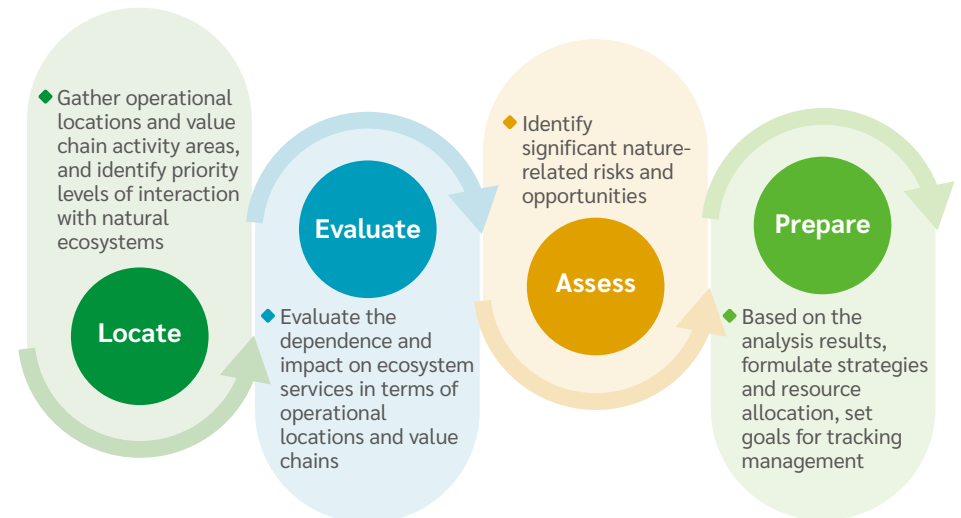 Gather operational
locations and value
chain activity areas,
and identify priority
levels of interaction
with natural
ecosystems
Locate
Evaluate
Evaluate the
dependence and
impact on ecosystem
services in terms of
operational
locations and value
chains
Identify
significant nature-
related risks and
opportunities
Assess
Prepare
Based on the
analysis results,
formulate strategies
and resource
allocation, set
goals for tracking
management